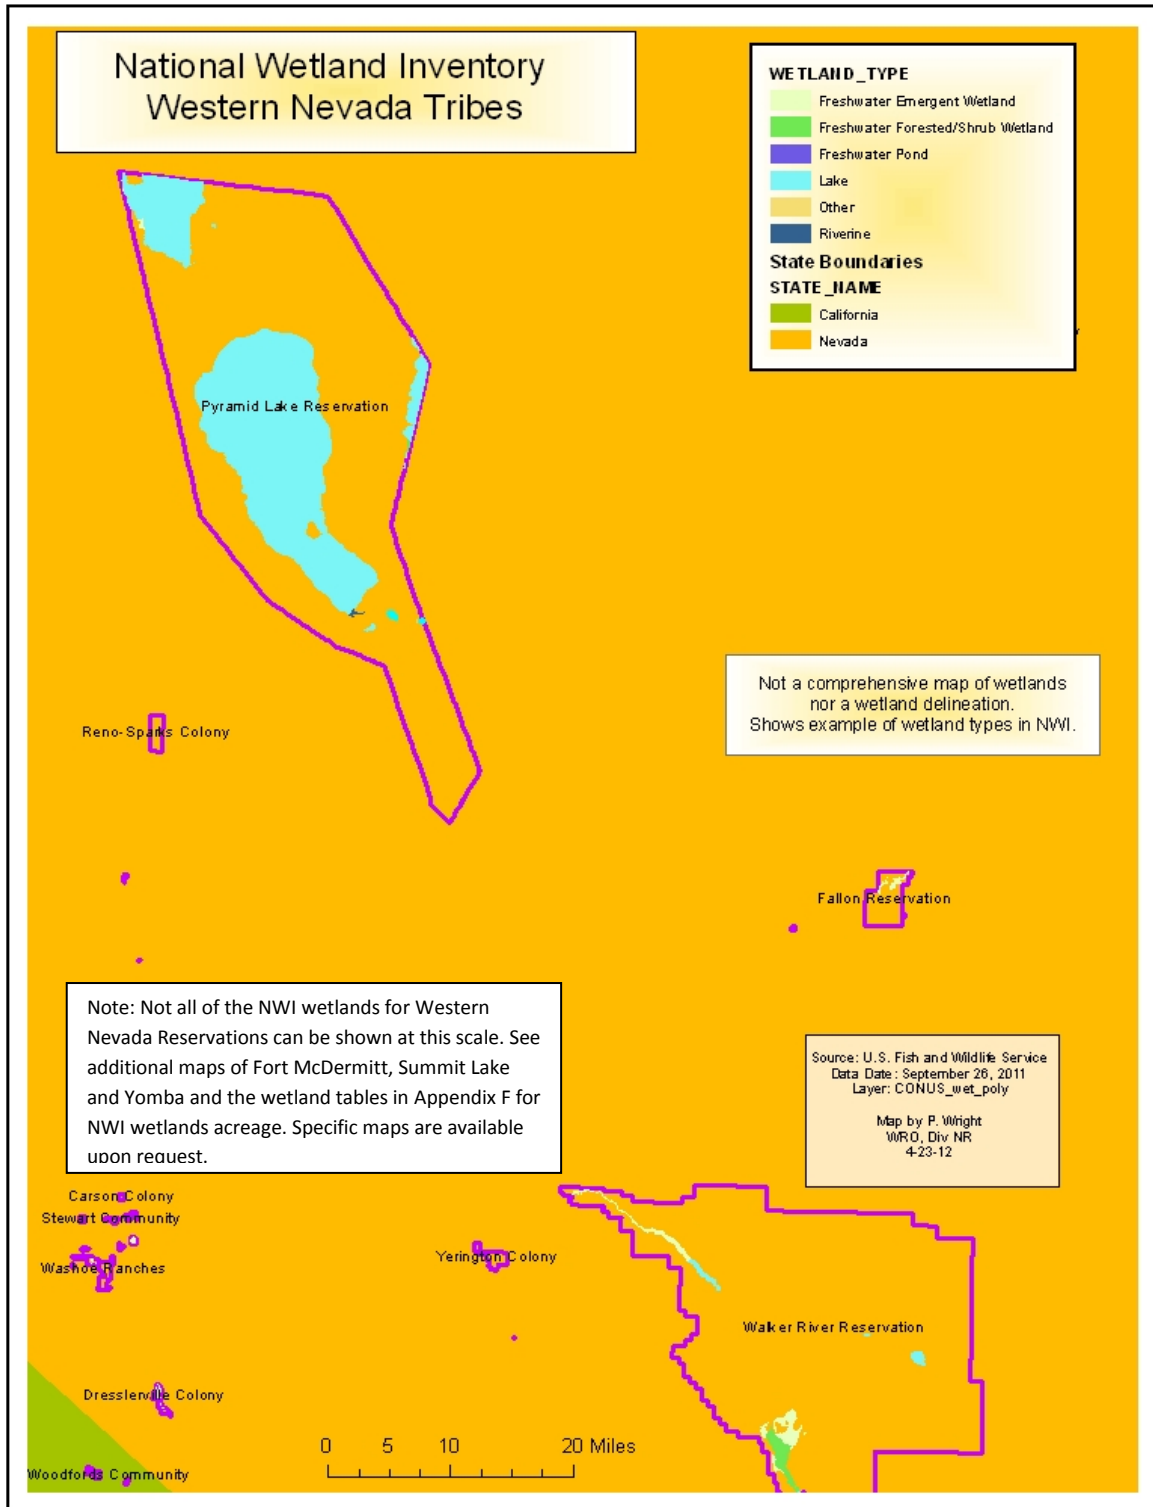 National Wetland Inventory
Western Nevada Tribes
WETLAND_TYPE
Freshwater Emergent Wetland
Freshwater Forested/Shrub Wetland
Freshwater Pond
Lake
Other
Riverine
State Boundaries
STATE_NAME
California
Nevada
Pyramid Lake Reservation
Not a comprehensive map of wetlands
nor a wetland delineation.
Shows example of wetland types in NWI.
Reno-Sparks Colony
Fallon Reservation
Note: Not all of the NWI wetlands for Western
Nevada Reservations can be shown at this scale. See
additional maps of Fort McDermitt, Summit Lake
and Yomba and the wetland tables in Appendix F for
NWI wetlands acreage. Specific maps are available
upon request.
Source: U.S. Fish and Wildlife Service
Data Date: September 26, 2011
Layer: CONUS_wet_poly
Map by P. Wright
WRO, Div NR
4-23-12
Carson Colony
Stewart Community
Washoe Ranches
Yerington Colony
Walker River Reservation
Dresslerville Colony
Woodfords Community
0 5 10 20 Miles